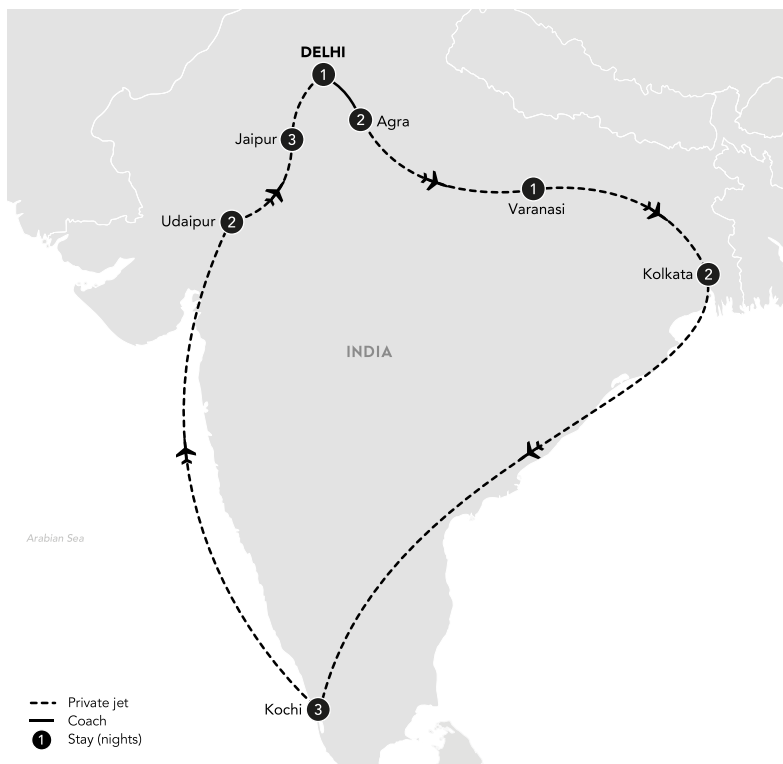 DELHI
1
2 Agra
Jaipur 3
1
Varanasi
Udaipur 2
Kolkata 2
INDIA
Arabian Sea
Kochi 3
Private jet
Coach
1 Stay (nights)